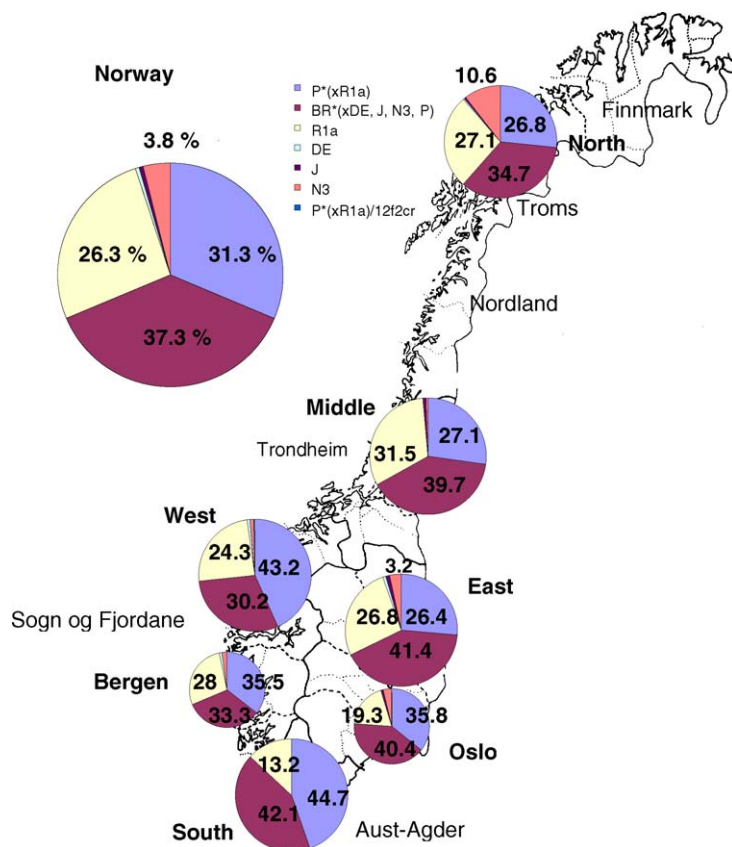 Norway
3.8 %
26.3 %
31.3 %
37.3 %
P*(xR1a)
BR*(xDE, J, N3, P)
R1a
DE
J
N3
P*(xR1a)/12f2cr
10.6
26.8
27.1
34.7
North
Finnmark
Troms
Nordland
Middle
27.1
31.5
39.7
Trondheim
West
24.3
43.2
30.2
Sogn og Fjordane
3.2
East
26.8
26.4
41.4
Bergen
28
35.5
33.3
19.3
35.8
40.4
Oslo
13.2
44.7
42.1
South
Aust-Agder